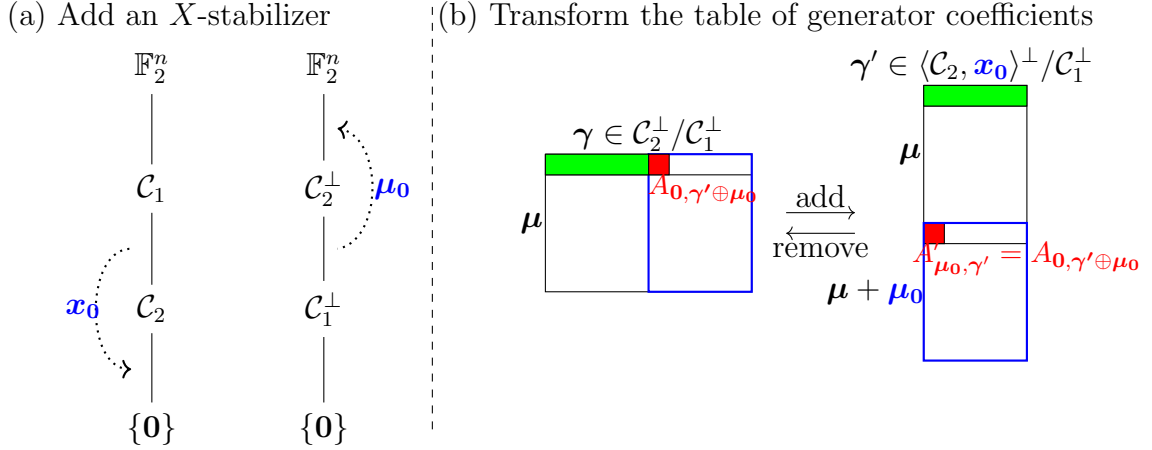 (a) Add an X-stabilizer
𝔽₂ⁿ 𝔽₂ⁿ
𝒞₁ 𝒞₂^⊥
μ₀
x₀
𝒞₂ 𝒞₁^⊥
{0} {0}
(b) Transform the table of generator coefficients
γ ∈ 𝒞₂^⊥/𝒞₁^⊥
A_{0,γ′⊕μ₀}
μ
add
remove
γ′ ∈ ⟨𝒞₂, x₀⟩^⊥/𝒞₁^⊥
μ
A′_{μ₀,γ′} = A_{0,γ′⊕μ₀}
μ + μ₀